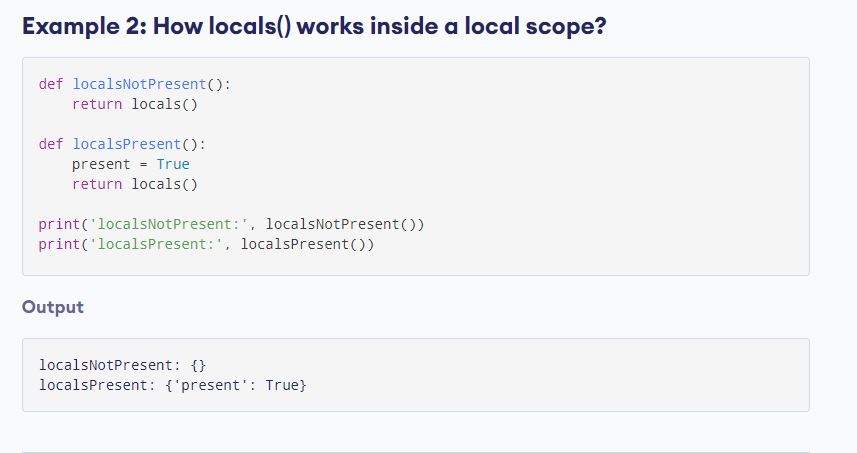 Example 2: How locals() works inside a local scope?
def localsNotPresent():
    return locals()
def localsPresent():
    present = True
    return locals()
print('localsNotPresent:', localsNotPresent())
print('localsPresent:', localsPresent())
Output
localsNotPresent: {}
localsPresent: {'present': True}